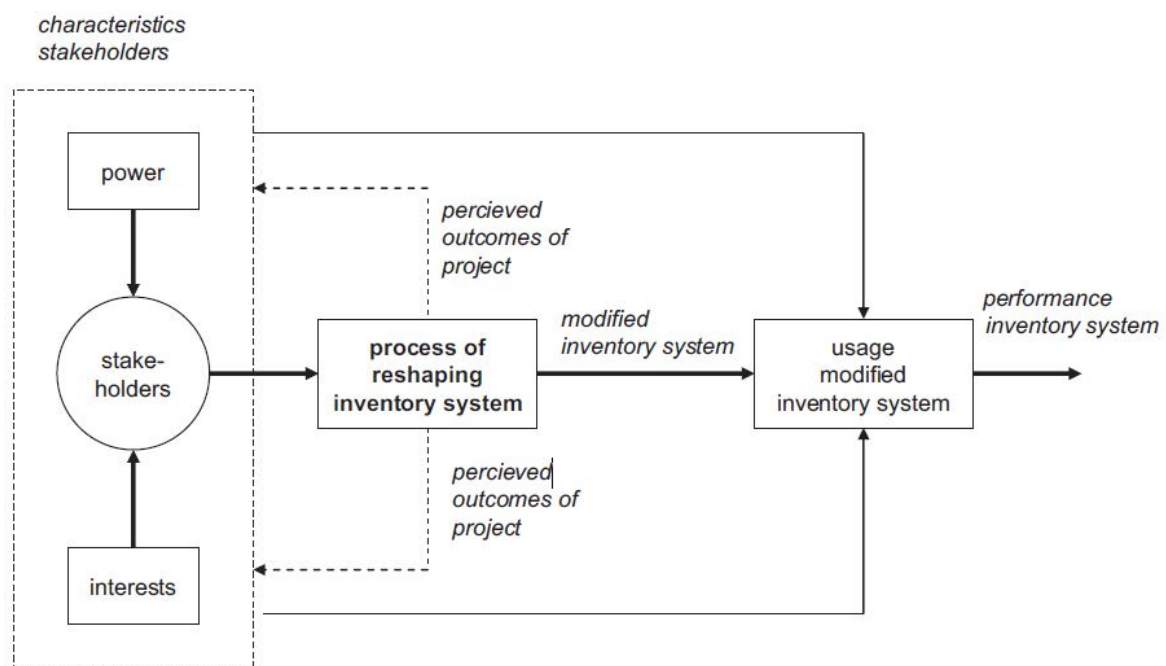 characteristics
stakeholders
power
percieved
outcomes of
project
performance
inventory system
modified
inventory system
stake-
holders
process of
reshaping
inventory system
usage
modified
inventory system
percieved
outcomes of
project
interests